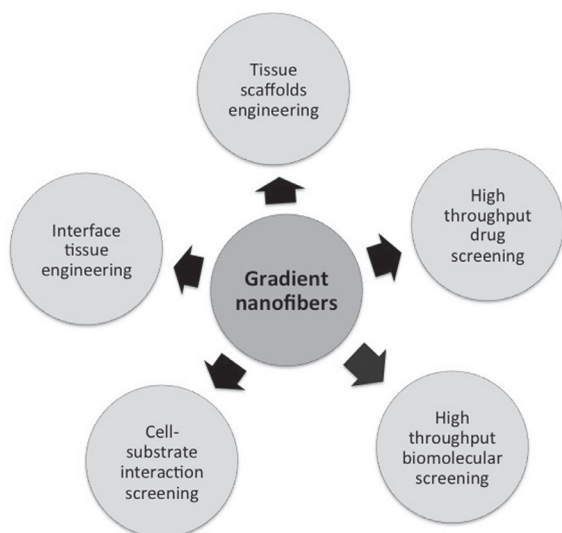 Tissue
scaffolds
engineering
High
throughput
drug
screening
Interface
tissue
engineering
Gradient
nanofibers
Cell-
substrate
interaction
screening
High
throughput
biomolecular
screening